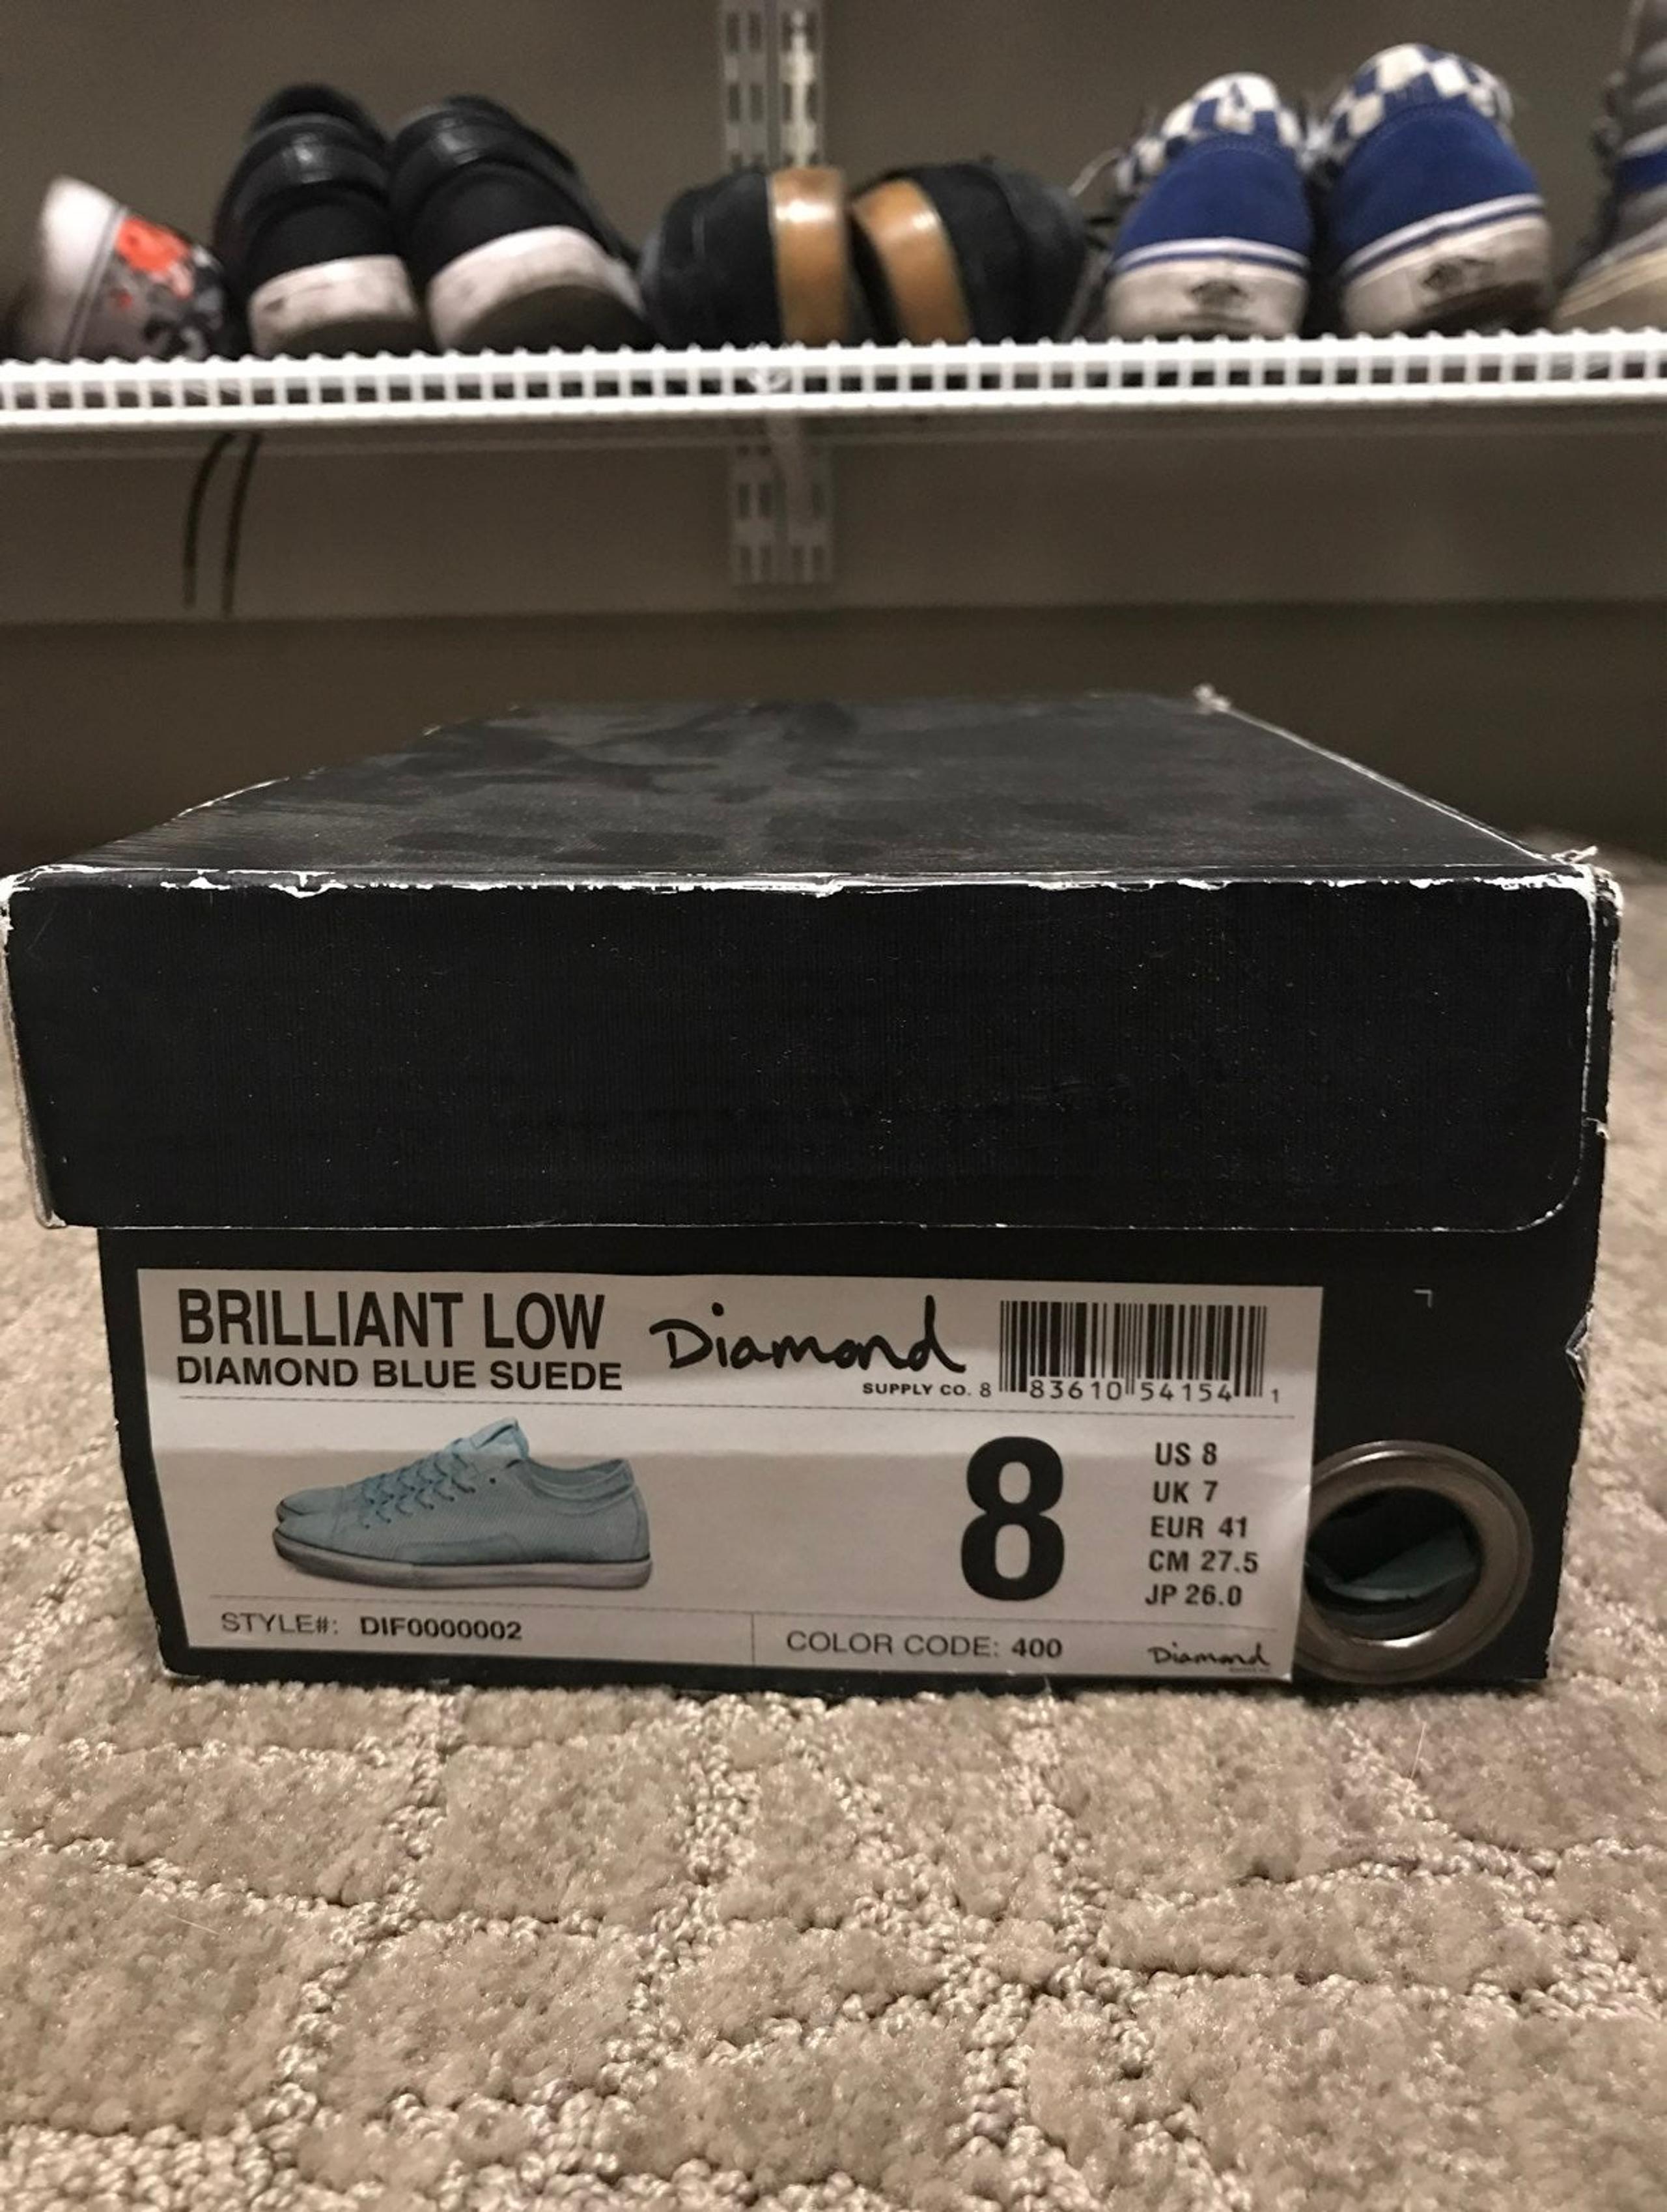 BRILLIANT LOW
DIAMOND BLUE SUEDE
Diamond
SUPPLY CO.
8 83610 54154 1
8
US 8
UK 7
EUR 41
CM 27.5
JP 26.0
STYLE#: DIF0000002
COLOR CODE: 400
Diamond